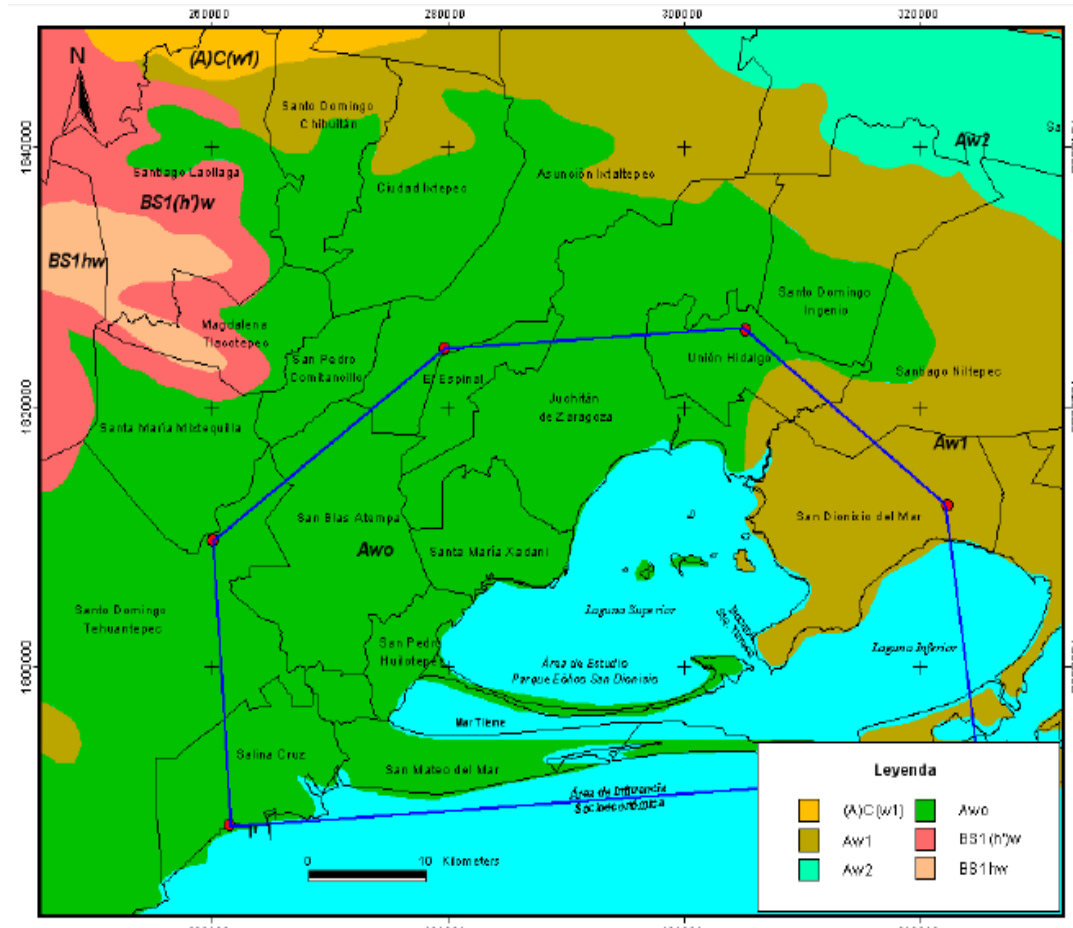 260000 280000 300000 320000
N
(A)C(w1)
Santo Domingo
Chihuitán
1840000
Aw2
Sa
Santiago Laollaga
Ciudad Ixtepec
Asunción Ixtaltepec
BS1(h')w
BS1hw
Santo Domingo
Ingenio
Magdalena
Tlacotepec
San Pedro
Comitancillo
Unión Hidalgo
El Espinal
Santiago Niltepec
Juchitán
de Zaragoza
1820000
Santa María Mixtequilla
Aw1
San Blas Atempa
San Dionisio del Mar
Awo
Santa María Xadani
Santo Domingo
Tehuantepec
Laguna Superior
San Pedro
Huilotepec
Laguna Inferior
1800000
Área de Estudio
Parque Eólico San Dionisio
Mar Tileme
Salina Cruz
San Mateo del Mar
Área de Influencia
Socioeconómica
0 10 Kilometers
Leyenda
(A)C(w1)
Awo
Aw1
BS1(h')w
Aw2
BS1hw